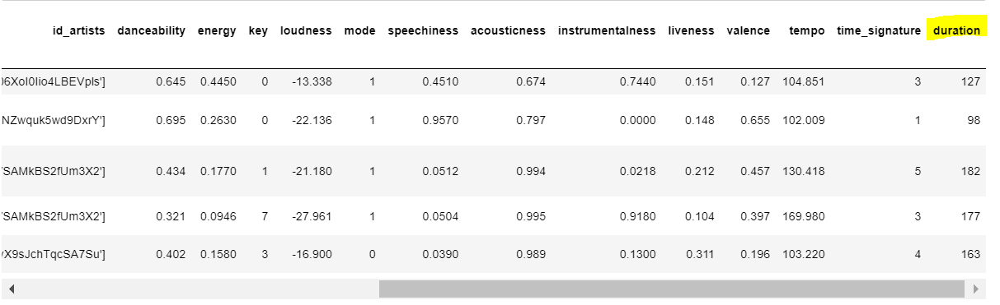 id_artists danceability energy key loudness mode speechiness acousticness instrumentalness liveness valence tempo time_signature duration
06XoI0Iio4LBEVpIs'] 0.645 0.4450 0 -13.338 1 0.4510 0.674 0.7440 0.151 0.127 104.851 3 127
NZwquk5wd9DxrY'] 0.695 0.2630 0 -22.136 1 0.9570 0.797 0.0000 0.148 0.655 102.009 1 98
SAMkBS2fUm3X2'] 0.434 0.1770 1 -21.180 1 0.0512 0.994 0.0218 0.212 0.457 130.418 5 182
SAMkBS2fUm3X2'] 0.321 0.0946 7 -27.961 1 0.0504 0.995 0.9180 0.104 0.397 169.980 3 177
X9sJchTqcSA7Su'] 0.402 0.1580 3 -16.900 0 0.0390 0.989 0.1300 0.311 0.196 103.220 4 163